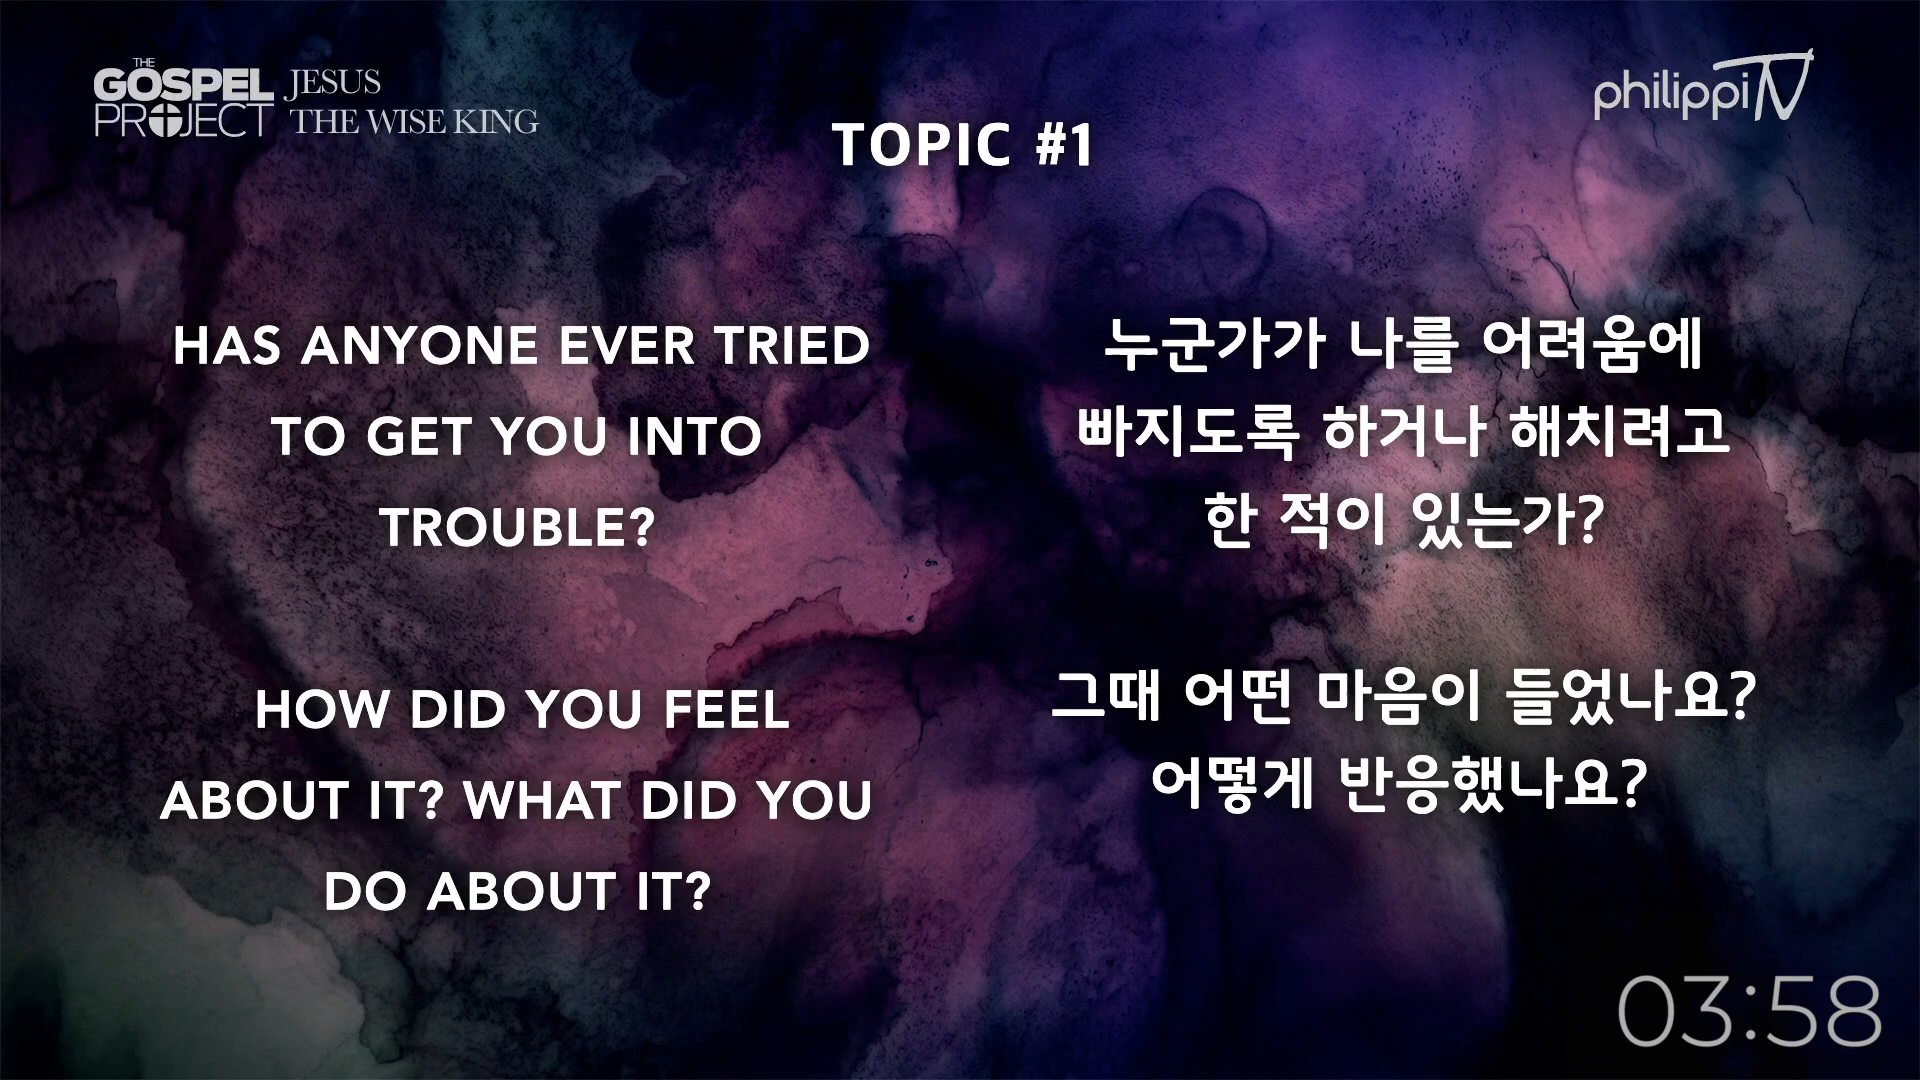 THE
GOSPEL
PROJECT
JESUS
THE WISE KING
philippi TV
TOPIC #1
HAS ANYONE EVER TRIED
TO GET YOU INTO
TROUBLE?
HOW DID YOU FEEL
ABOUT IT? WHAT DID YOU
DO ABOUT IT?
누군가가 나를 어려움에
빠지도록 하거나 해치려고
한 적이 있는가?
그때 어떤 마음이 들었나요?
어떻게 반응했나요?
03:58